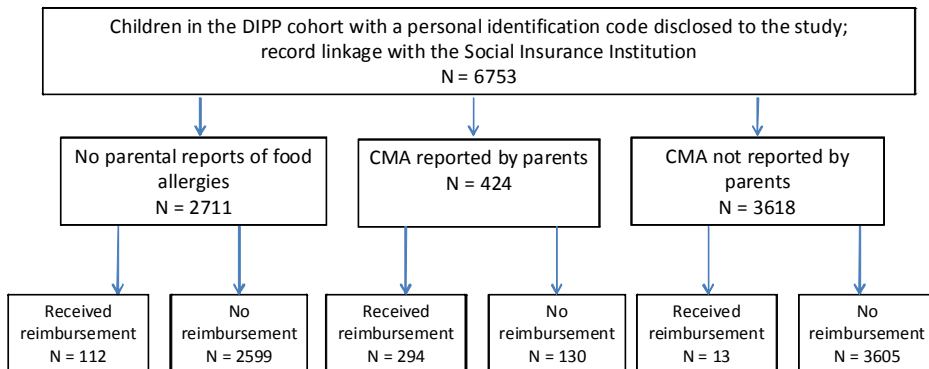 Children in the DIPP cohort with a personal identification code disclosed to the study;
record linkage with the Social Insurance Institution
N = 6753
No parental reports of food
allergies
N = 2711
CMA reported by parents
N = 424
CMA not reported by
parents
N = 3618
Received
reimbursement
N = 112
No
reimbursement
N = 2599
Received
reimbursement
N = 294
No
reimbursement
N = 130
Received
reimbursement
N = 13
No
reimbursement
N = 3605